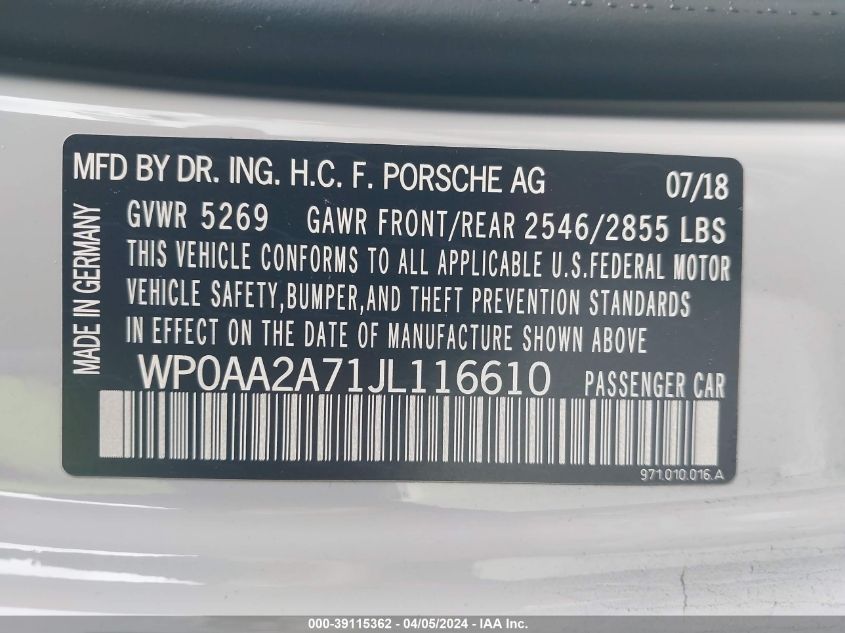 MFD BY DR. ING. H.C. F. PORSCHE AG 07/18
MADE IN GERMANY
GVWR 5269 GAWR FRONT/REAR 2546/2855 LBS
THIS VEHICLE CONFORMS TO ALL APPLICABLE U.S.FEDERAL MOTOR
VEHICLE SAFETY,BUMPER,AND THEFT PREVENTION STANDARDS
IN EFFECT ON THE DATE OF MANUFACTURE SHOWN ABOVE
WP0AA2A71JL116610 PASSENGER CAR
971.010.016.A
000-39115362 - 04/05/2024 - IAA Inc.